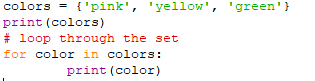 colors = {'pink', 'yellow', 'green'}
print(colors)
# loop through the set
for color in colors:
        print(color)